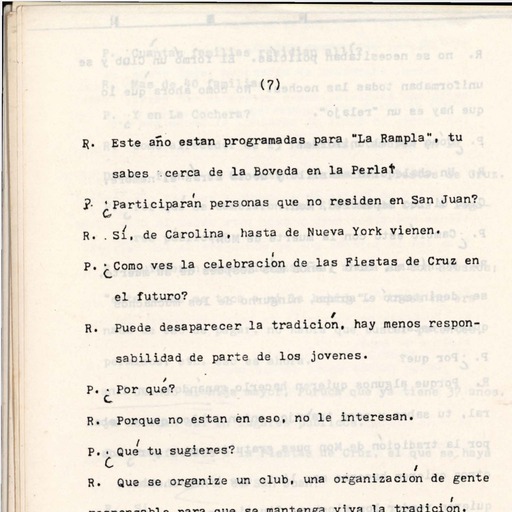 (7)
R. Este año estan programadas para "La Rampla", tu
sabes cerca de la Boveda en la Perla
P. ¿Participarán personas que no residen en San Juan?
R. Sí, de Carolina, hasta de Nueva York vienen.
P. ¿Como ves la celebración de las Fiestas de Cruz en
el futuro?
R. Puede desaparecer la tradición, hay menos respon-
sabilidad de parte de los jovenes.
P. ¿Por qué?
R. Porque no estan en eso, no le interesan.
P. ¿Qué tu sugieres?
R. Que se organize un club, una organización de gente
responsable para que se mantenga viva la tradición.